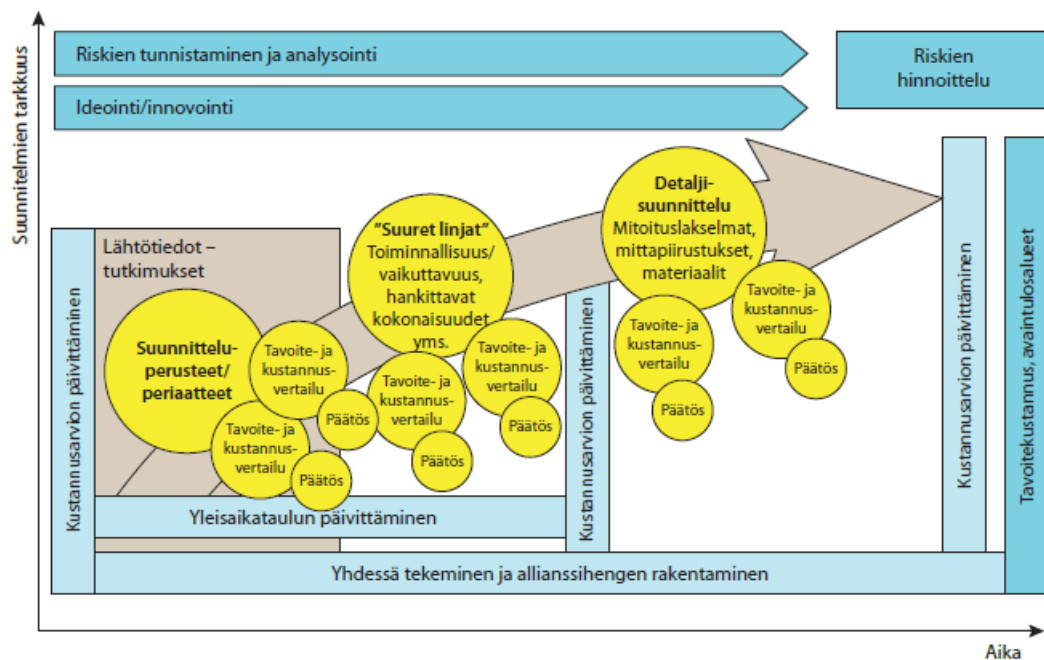 Suunnitelmien tarkkuus
Riskien tunnistaminen ja analysointi
Ideointi/innovointi
Riskien
hinnoittelu
Kustannusarvion päivittäminen
Lähtötiedot –
tutkimukset
Suunnittelu-
perusteet/
periaatteet
Tavoite- ja
kustannus-
vertailu
Päätös
Tavoite- ja
kustannus-
vertailu
Päätös
"Suuret linjat"
Toiminnallisuus/
vaikuttavuus,
hankittavat
kokonaisuudet
yms.
Tavoite- ja
kustannus-
vertailu
Päätös
Tavoite- ja
kustannus-
vertailu
Päätös
Yleisaikataulun päivittäminen
Kustannusarvion päivittäminen
Detalji-
suunnittelu
Mitoituslakselmat,
mittapiirustukset,
materiaalit
Tavoite- ja
kustannus-
vertailu
Päätös
Tavoite- ja
kustannus-
vertailu
Päätös
Kustannusarvion päivittäminen
Tavoitekustannus, avaintulosalueet
Yhdessä tekeminen ja allianssihengen rakentaminen
Aika